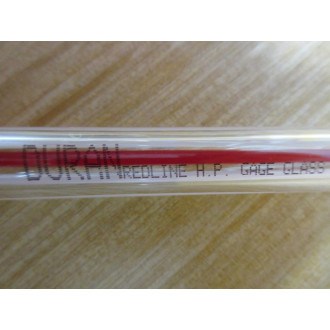 DURAN REDLINE H.P. GAGE GLASS